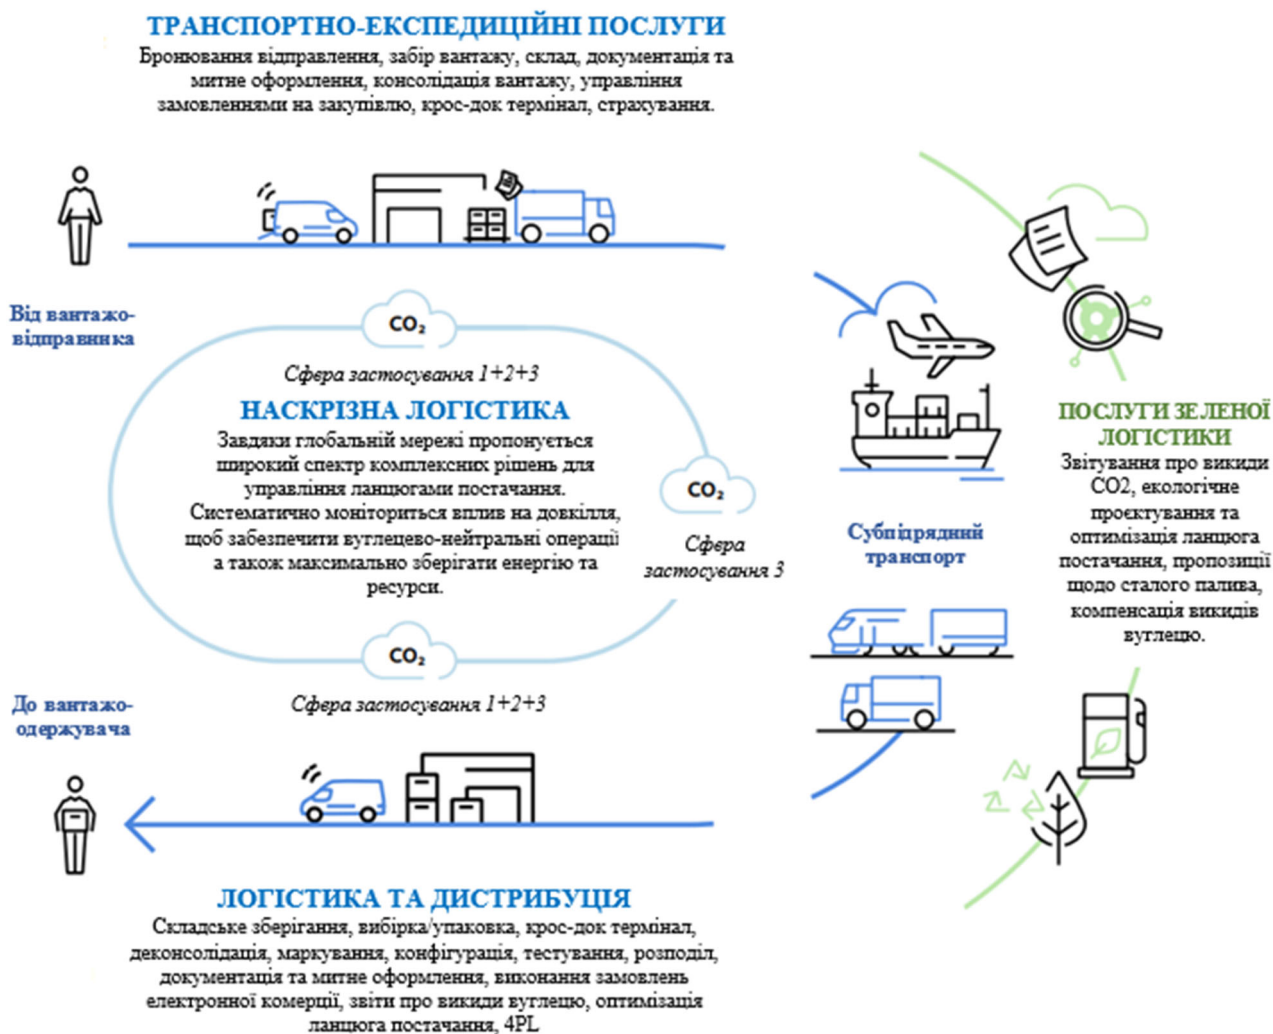 ТРАНСПОРТНО-ЕКСПЕДИЦІЙНІ ПОСЛУГИ
Бронювання відправлення, забір вантажу, склад, документація та
митне оформлення, консолідація вантажу, управління
замовленнями на закупівлю, крос-док термінал, страхування.
Від вантажо-
відправника
CO₂
Сфера застосування 1+2+3
НАСКРІЗНА ЛОГІСТИКА
Завдяки глобальній мережі пропонується
широкий спектр комплексних рішень для
управління ланцюгами постачання.
Систематично моніториться вплив на довкілля,
щоб забезпечити вуглецево-нейтральні операції
а також максимально зберігати енергію та
ресурси.
CO₂
Сфера
застосування 3
CO₂
Сфера застосування 1+2+3
Субпідрядний
транспорт
ПОСЛУГИ ЗЕЛЕНОЇ
ЛОГІСТИКИ
Звітування про викиди
СО2, екологічне
проєктування та
оптимізація ланцюга
постачання, пропозиції
щодо сталого палива,
компенсація викидів
вуглецю.
До вантажо-
одержувача
ЛОГІСТИКА ТА ДИСТРИБУЦІЯ
Складське зберігання, вибірка/упаковка, крос-док термінал,
деконсолідація, маркування, конфігурація, тестування, розподіл,
документація та митне оформлення, виконання замовлень
електронної комерції, звіти про викиди вуглецю, оптимізація
ланцюга постачання, 4PL